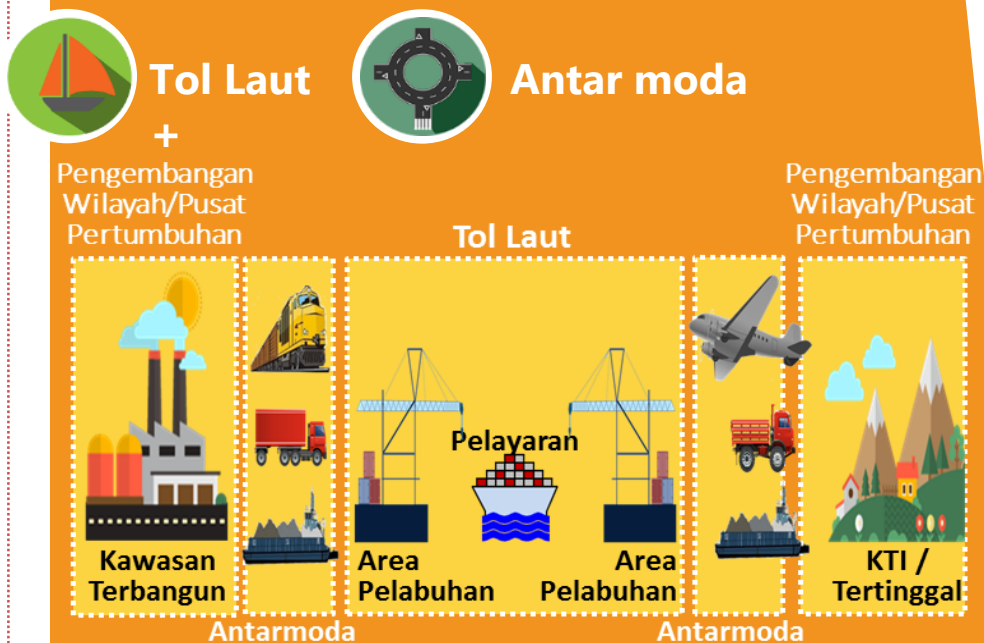 Tol Laut
Antar moda
+
Pengembangan
Wilayah/Pusat
Pertumbuhan
Pengembangan
Wilayah/Pusat
Pertumbuhan
Tol Laut
Pelayaran
Kawasan
Terbangun
Area
Pelabuhan
Area
Pelabuhan
KTI /
Tertinggal
Antarmoda
Antarmoda